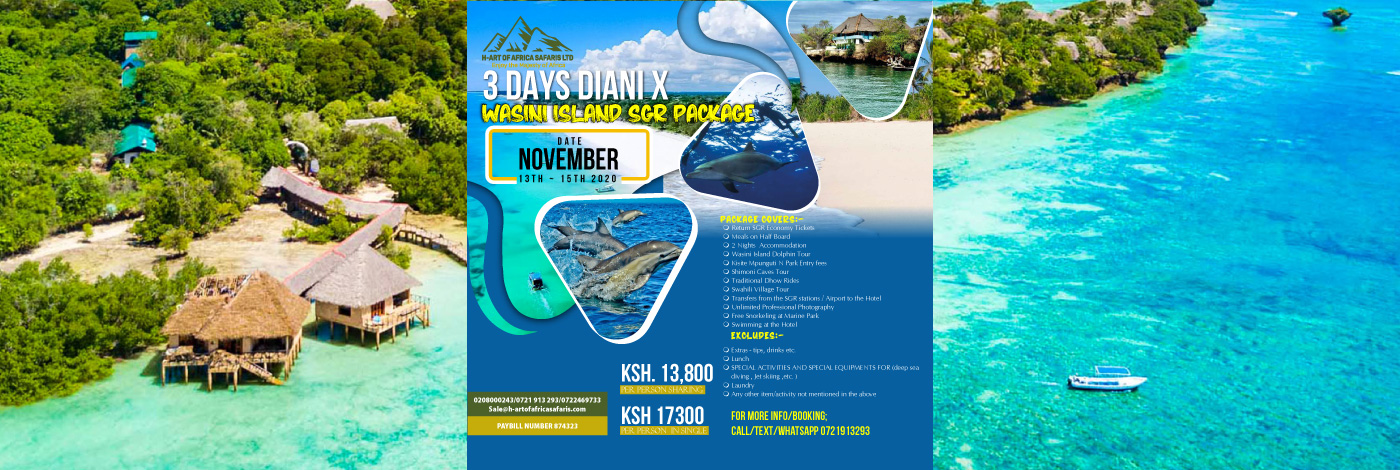 H-ART OF AFRICA SAFARIS LTD
3 DAYS DIANI X
WASINI ISLAND SGR PACKAGE
DATE
NOVEMBER
13TH - 15TH 2020
PACKAGE COVERS:-
Return SGR Economy Tickets
Meals on Half Board
2 Nights Accommodation
Wasini Island Dolphin Tour
Kisite Mpunguti N Park Entry fees
Shimoni Caves Tour
Traditional Dhow Rides
Swahili Village Tour
Transfers from the SGR stations / Airport to the Hotel
Unlimited Professional Photography
Free Snorkeling at Marine Park
Swimming at the Hotel
EXCLUDES:-
Extras - tips, drinks etc.
Lunch
SPECIAL ACTIVITIES AND SPECIAL EQUIPMENTS FOR (deep sea
diving , jet skiing ,etc. )
Laundry
Any other item/activity not mentioned in the above
KSH. 13,800
PER PERSON SHARING
KSH 17300
PER PERSON IN SINGLE
0208000243/0721 913 293/0722469733
Sale@h-artofafricasafaris.com
PAYBILL NUMBER 874323
FOR MORE INFO/BOOKING;
CALL/TEXT/WHATSAPP 0721913293